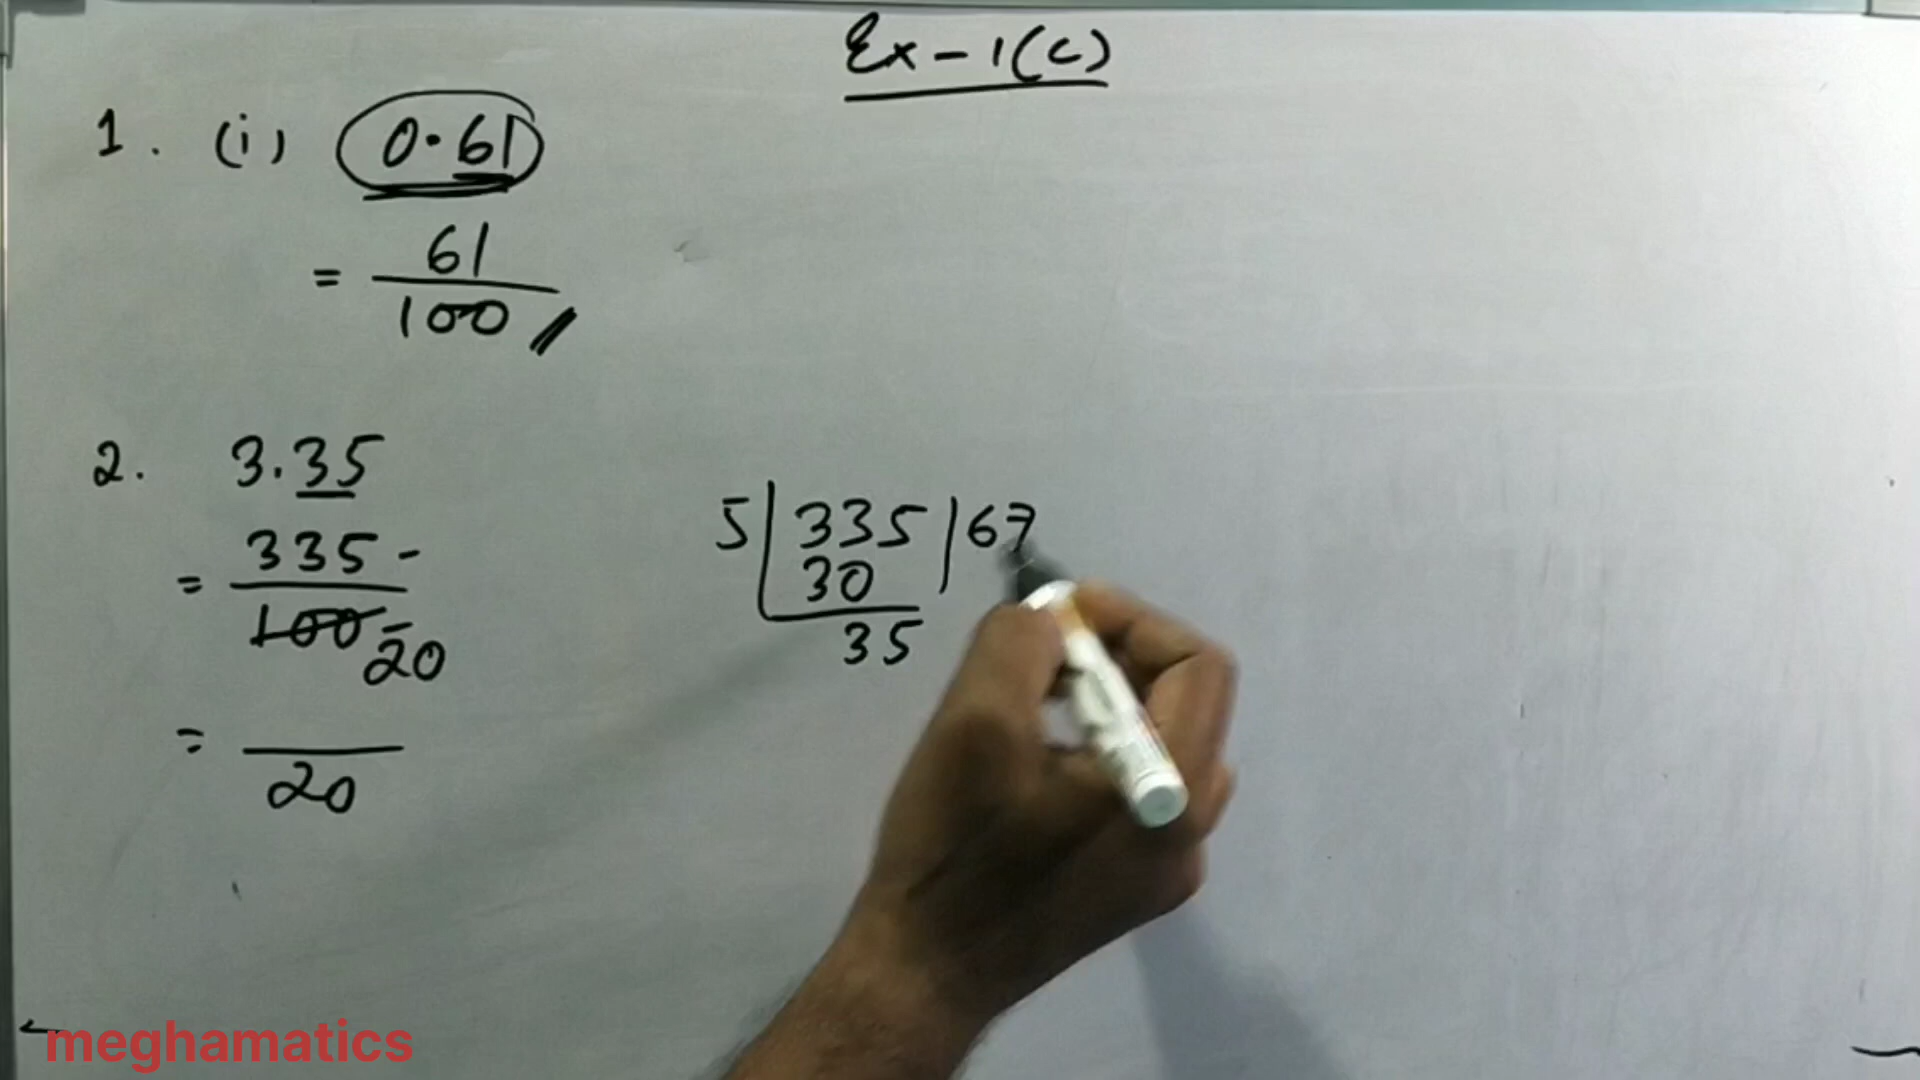 Ex - 1(c)
1. (i) 0.61
= 61
100
2. 3.35
= 335 -
100 - 20
= 
20
5 | 335 | 67
30
35
meghamatics